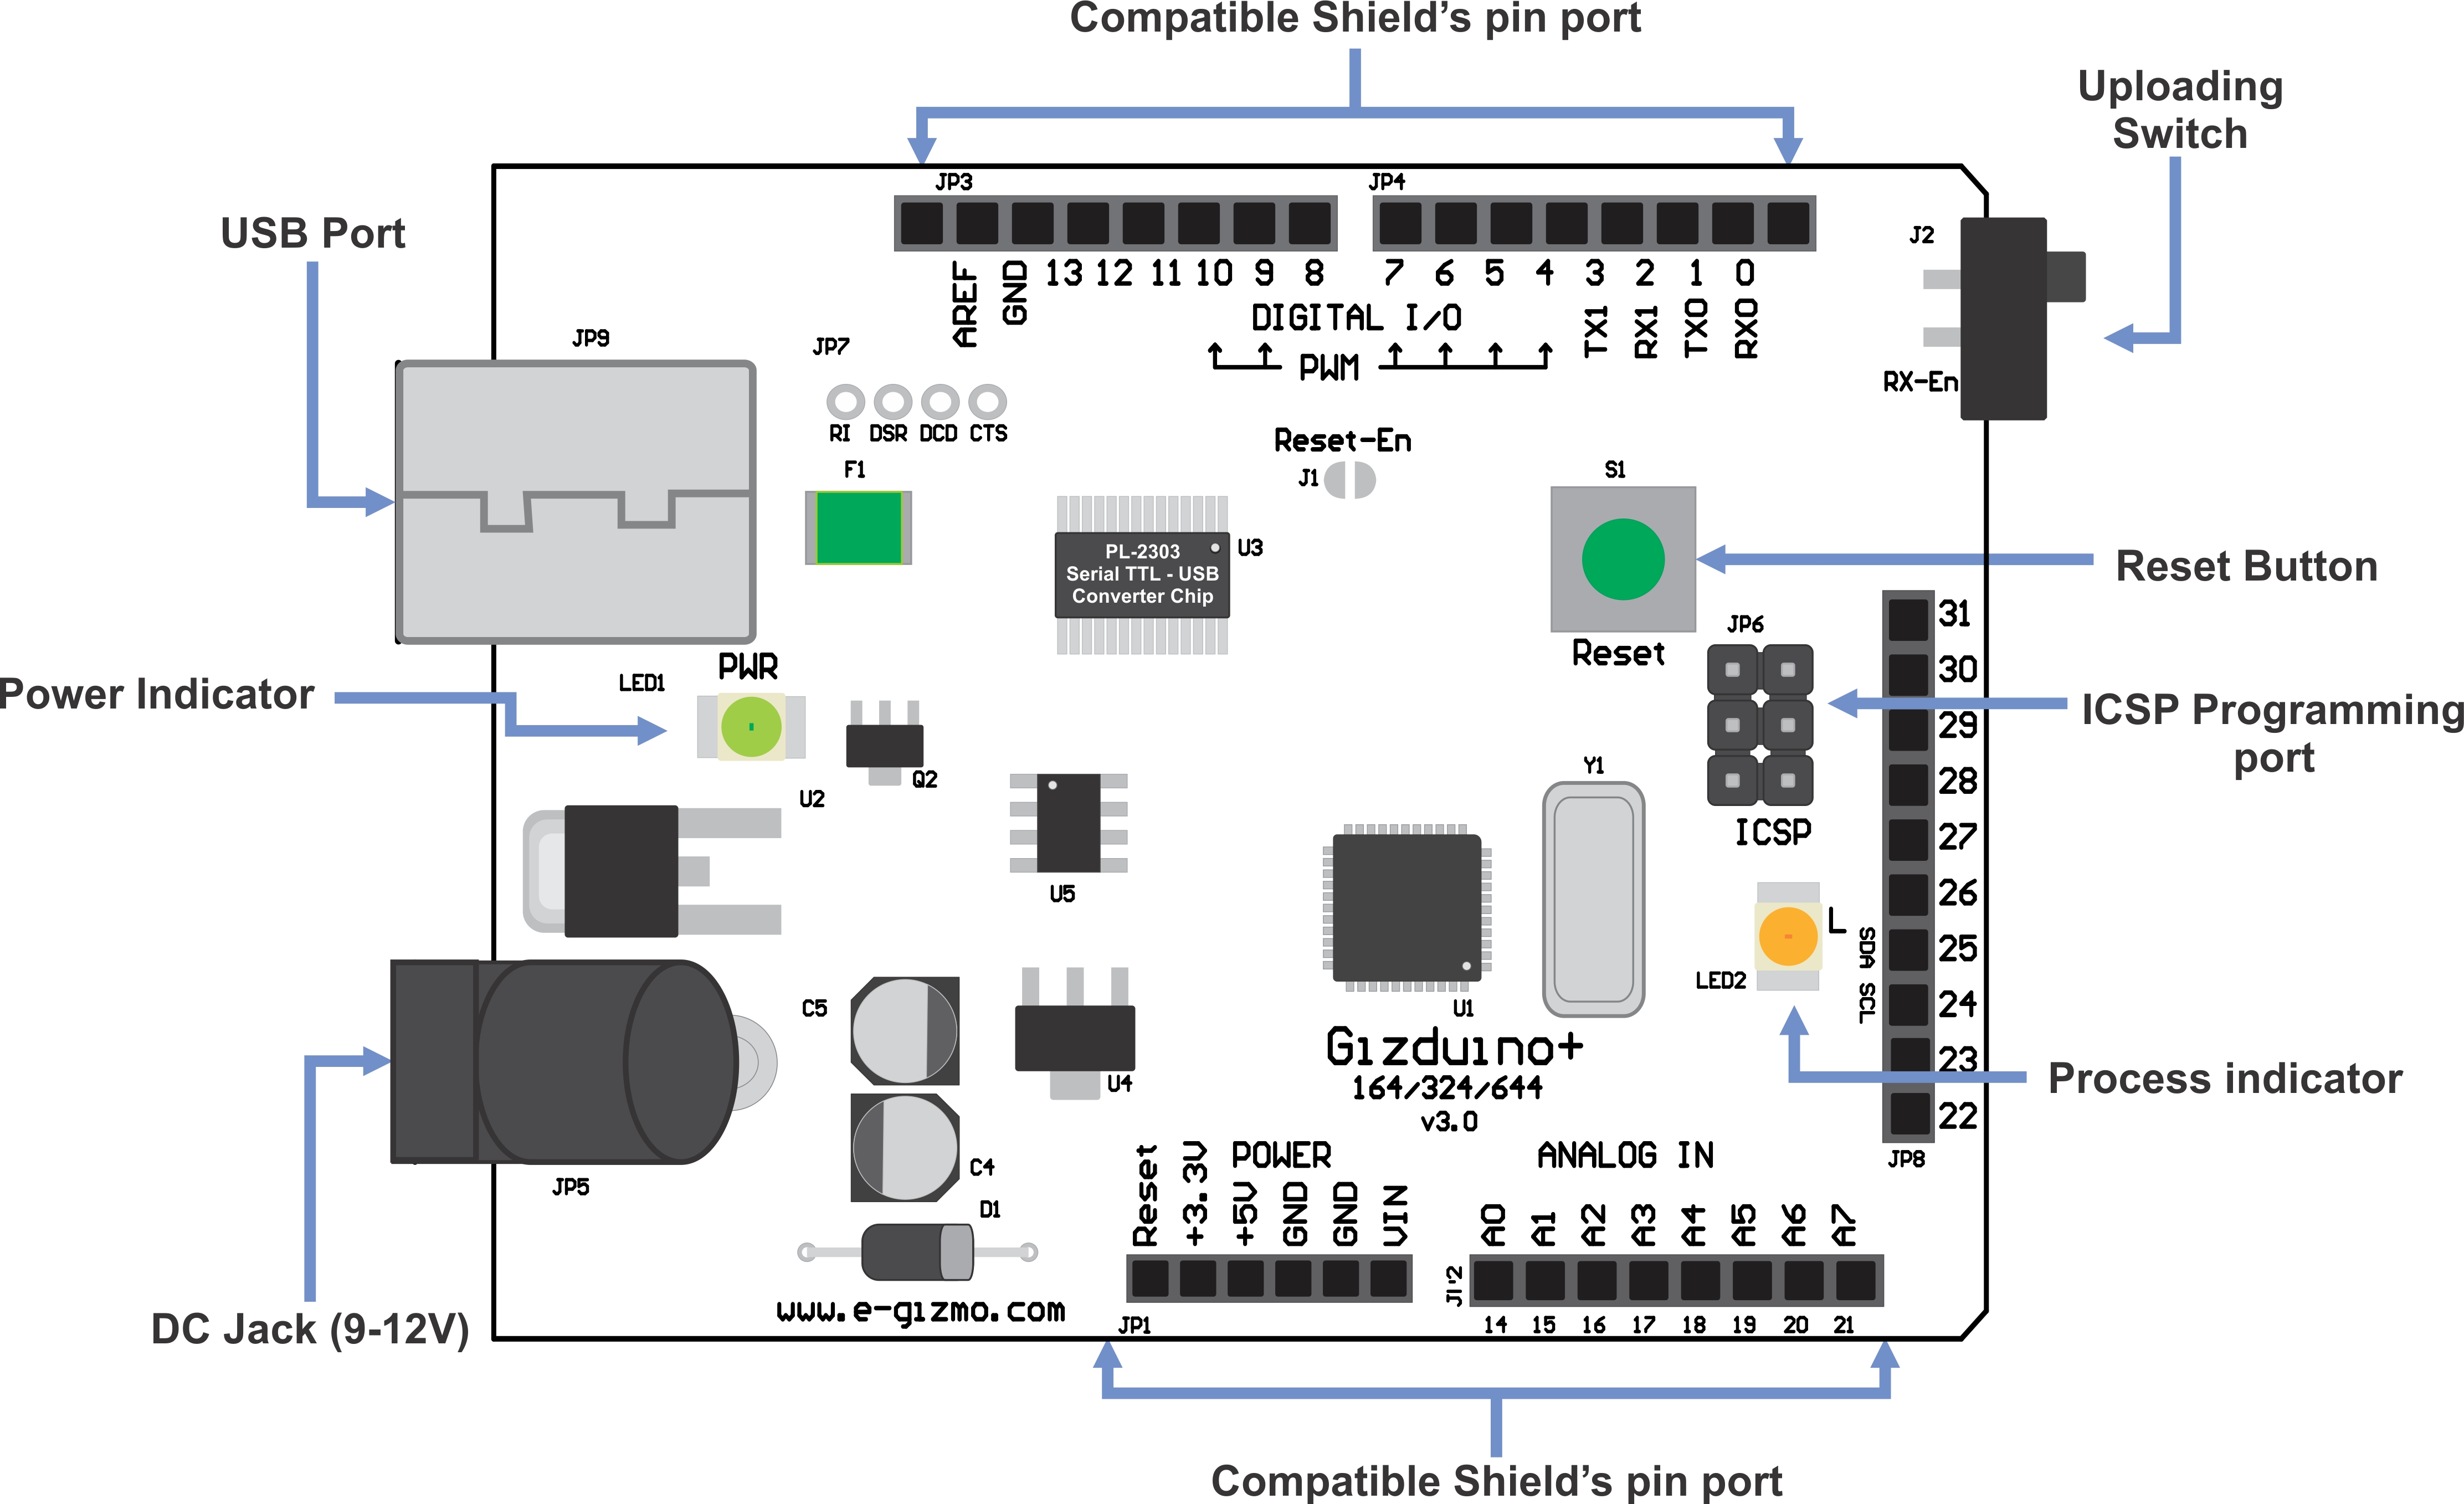 Compatible Shield's pin port
Uploading
Switch
JP3
JP4
USB Port
J2
AREF GND 13 12 11 10 9 8 7 6 5 4 3 2 1 0
DIGITAL I/O
TX1 RX1 TX0 RX0
PWM
JP9
JP7
RX-En
RI DSR DCD CTS
Reset-En
J1
F1
S1
PL-2303
Serial TTL - USB
Converter Chip
U3
Reset Button
31
JP6
Reset
PWR
LED1
30
Power Indicator
ICSP Programming
port
29
Q2
Y1
28
U2
ICSP
27
U5
26
L
SDA SCL
25
LED2
24
C5
U1
Gizduino+
23
164/324/644
v3.0
U4
Process indicator
22
C4
JP5
JP8
POWER
ANALOG IN
Reset +3.3V +5V GND GND VIN
A0 A1 A2 A3 A4 A5 A6 A7
D1
J1'2
www.e-gizmo.com
JP1
14 15 16 17 18 19 20 21
DC Jack (9-12V)
Compatible Shield's pin port